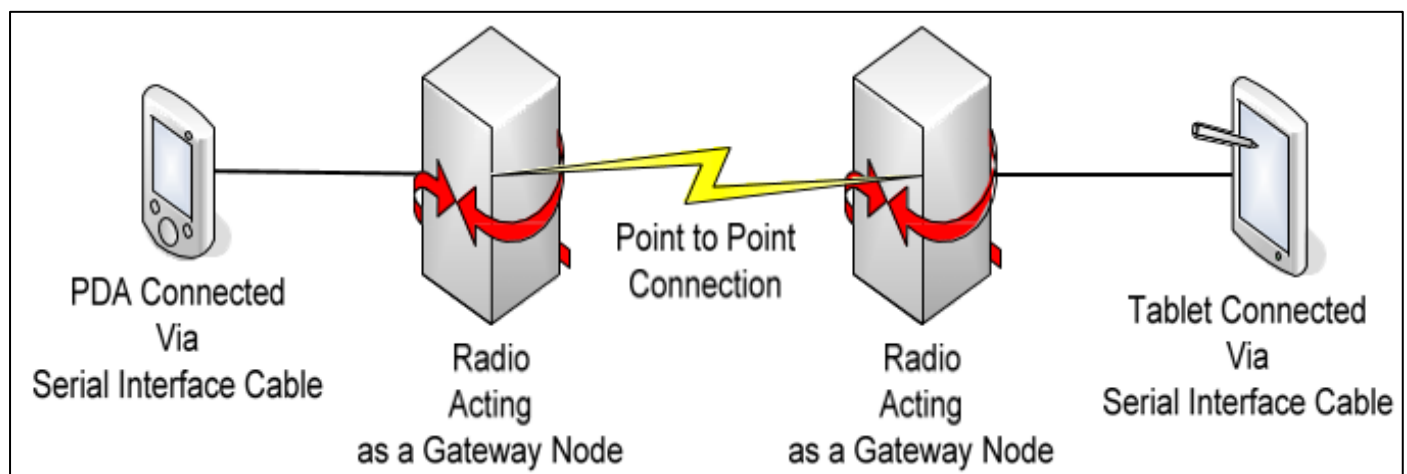 PDA Connected
Via
Serial Interface Cable
Radio
Acting
as a Gateway Node
Point to Point
Connection
Radio
Acting
as a Gateway Node
Tablet Connected
Via
Serial Interface Cable